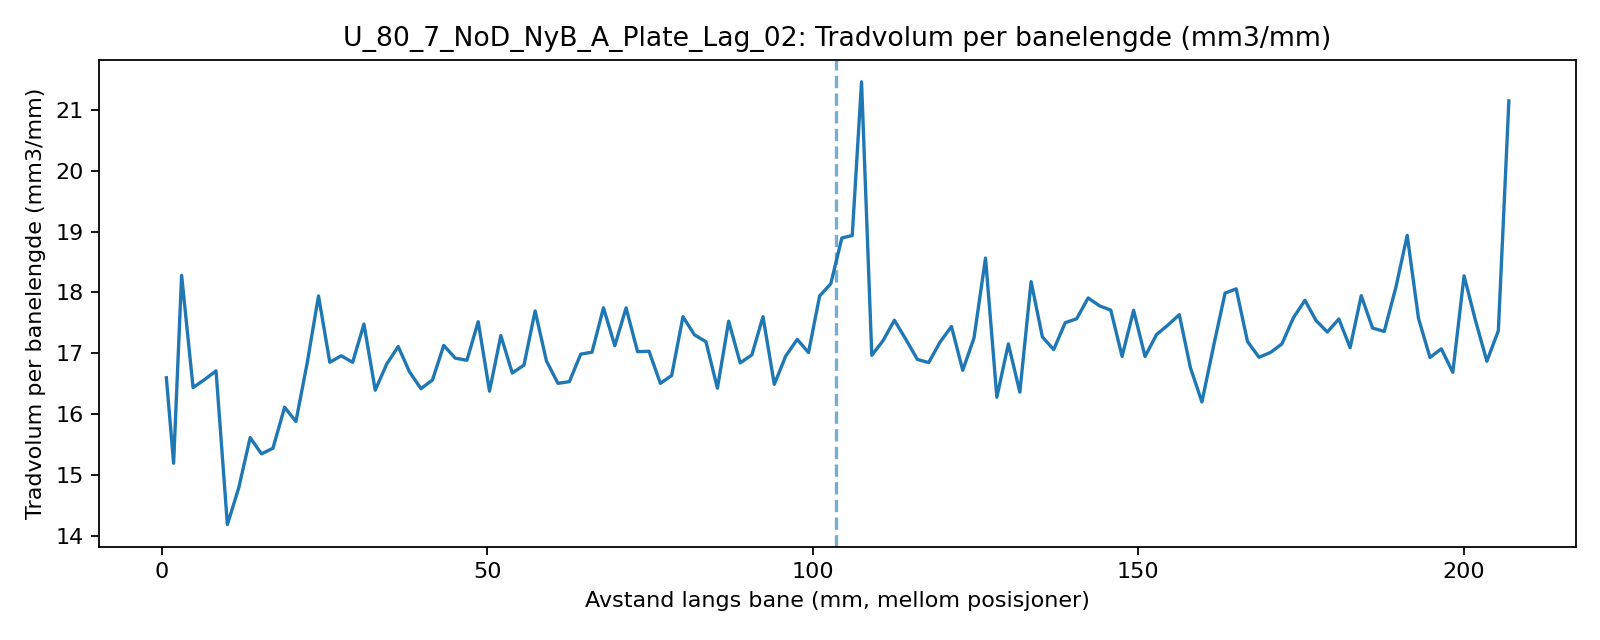 U_80_7_NoD_NyB_A_Plate_Lag_02: Tradvolum per banelengde (mm3/mm)
Tradvolum per banelengde (mm3/mm)
21
20
19
18
17
16
15
14
0 50 100 150 200
Avstand langs bane (mm, mellom posisjoner)